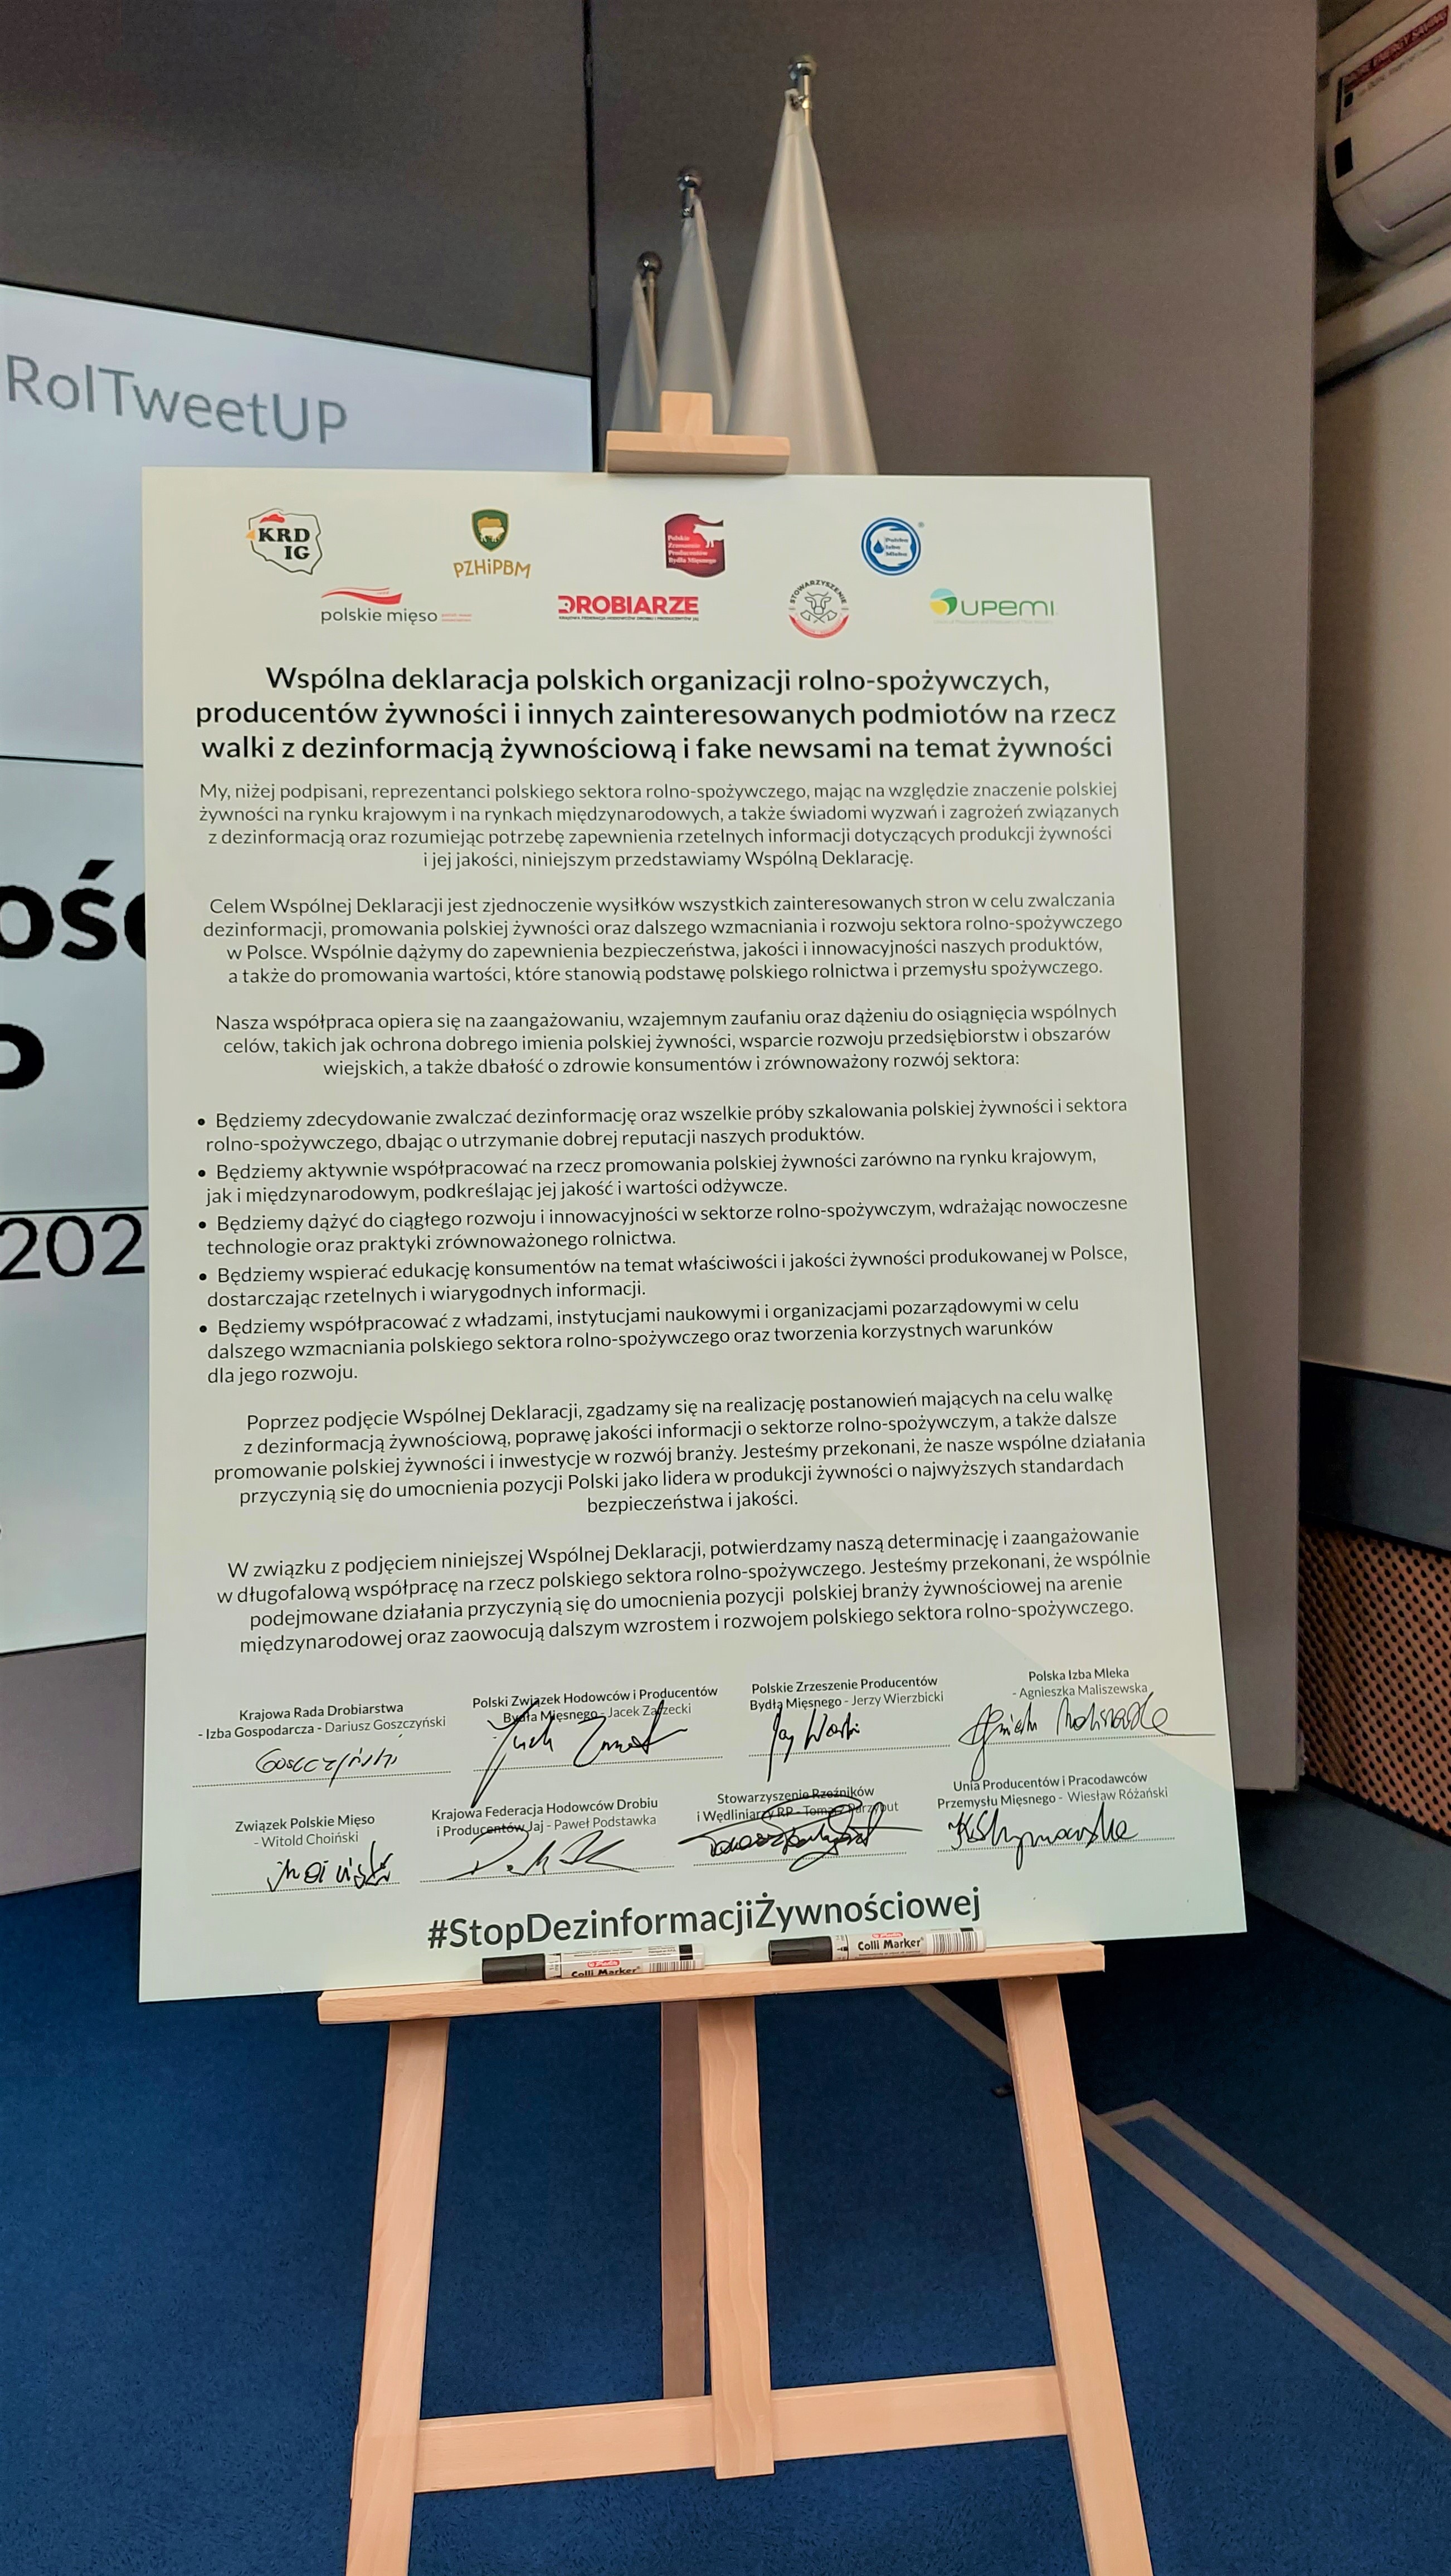 RolTweetUP
ość
202
KRD
IG
PZHiPBM
Polskie
Zrzeszenie
Producentów
Bydła Mięsnego
Polska
Izba
Mleka
polskie mięso
DROBIARZE
STOWARZYSZENIE
UPEMI
Wspólna deklaracja polskich organizacji rolno-spożywczych,
producentów żywności i innych zainteresowanych podmiotów na rzecz
walki z dezinformacją żywnościową i fake newsami na temat żywności
My, niżej podpisani, reprezentanci polskiego sektora rolno-spożywczego, mając na względzie znaczenie polskiej
żywności na rynku krajowym i na rynkach międzynarodowych, a także świadomi wyzwań i zagrożeń związanych
z dezinformacją oraz rozumiejąc potrzebę zapewnienia rzetelnych informacji dotyczących produkcji żywności
i jej jakości, niniejszym przedstawiamy Wspólną Deklarację.
Celem Wspólnej Deklaracji jest zjednoczenie wysiłków wszystkich zainteresowanych stron w celu zwalczania
dezinformacji, promowania polskiej żywności oraz dalszego wzmacniania i rozwoju sektora rolno-spożywczego
w Polsce. Wspólnie dążymy do zapewnienia bezpieczeństwa, jakości i innowacyjności naszych produktów,
a także do promowania wartości, które stanowią podstawę polskiego rolnictwa i przemysłu spożywczego.
Nasza współpraca opiera się na zaangażowaniu, wzajemnym zaufaniu oraz dążeniu do osiągnięcia wspólnych
celów, takich jak ochrona dobrego imienia polskiej żywności, wsparcie rozwoju przedsiębiorstw i obszarów
wiejskich, a także dbałość o zdrowie konsumentów i zrównoważony rozwój sektora:
• Będziemy zdecydowanie zwalczać dezinformację oraz wszelkie próby szkalowania polskiej żywności i sektora
rolno-spożywczego, dbając o utrzymanie dobrej reputacji naszych produktów.
• Będziemy aktywnie współpracować na rzecz promowania polskiej żywności zarówno na rynku krajowym,
jak i międzynarodowym, podkreślając jej jakość i wartości odżywcze.
• Będziemy dążyć do ciągłego rozwoju i innowacyjności w sektorze rolno-spożywczym, wdrażając nowoczesne
technologie oraz praktyki zrównoważonego rolnictwa.
• Będziemy wspierać edukację konsumentów na temat właściwości i jakości żywności produkowanej w Polsce,
dostarczając rzetelnych i wiarygodnych informacji.
• Będziemy współpracować z władzami, instytucjami naukowymi i organizacjami pozarządowymi w celu
dalszego wzmacniania polskiego sektora rolno-spożywczego oraz tworzenia korzystnych warunków
dla jego rozwoju.
Poprzez podjęcie Wspólnej Deklaracji, zgadzamy się na realizację postanowień mających na celu walkę
z dezinformacją żywnościową, poprawę jakości informacji o sektorze rolno-spożywczym, a także dalsze
promowanie polskiej żywności i inwestycje w rozwój branży. Jesteśmy przekonani, że nasze wspólne działania
przyczynią się do umocnienia pozycji Polski jako lidera w produkcji żywności o najwyższych standardach
bezpieczeństwa i jakości.
W związku z podjęciem niniejszej Wspólnej Deklaracji, potwierdzamy naszą determinację i zaangażowanie
w długofalową współpracę na rzecz polskiego sektora rolno-spożywczego. Jesteśmy przekonani, że wspólnie
podejmowane działania przyczynią się do umocnienia pozycji polskiej branży żywnościowej na arenie
międzynarodowej oraz zaowocują dalszym wzrostem i rozwojem polskiego sektora rolno-spożywczego.
Krajowa Rada Drobiarstwa
- Izba Gospodarcza - Dariusz Goszczyński
Goszczyński
Polski Związek Hodowców i Producentów
Bydła Mięsnego - Jacek Zarzecki
Polskie Zrzeszenie Producentów
Bydła Mięsnego - Jerzy Wierzbicki
Polska Izba Mleka
- Agnieszka Maliszewska
Związek Polskie Mięso
- Witold Choiński
Krajowa Federacja Hodowców Drobiu
i Producentów Jaj - Paweł Podstawka
Stowarzyszenie Rzeźników
i Wędliniarzy RP - Tomasz
Unia Producentów i Pracodawców
Przemysłu Mięsnego - Wiesław Różański
#StopDezinformacjiŻywnościowej
Colli Marker
Colli Marker